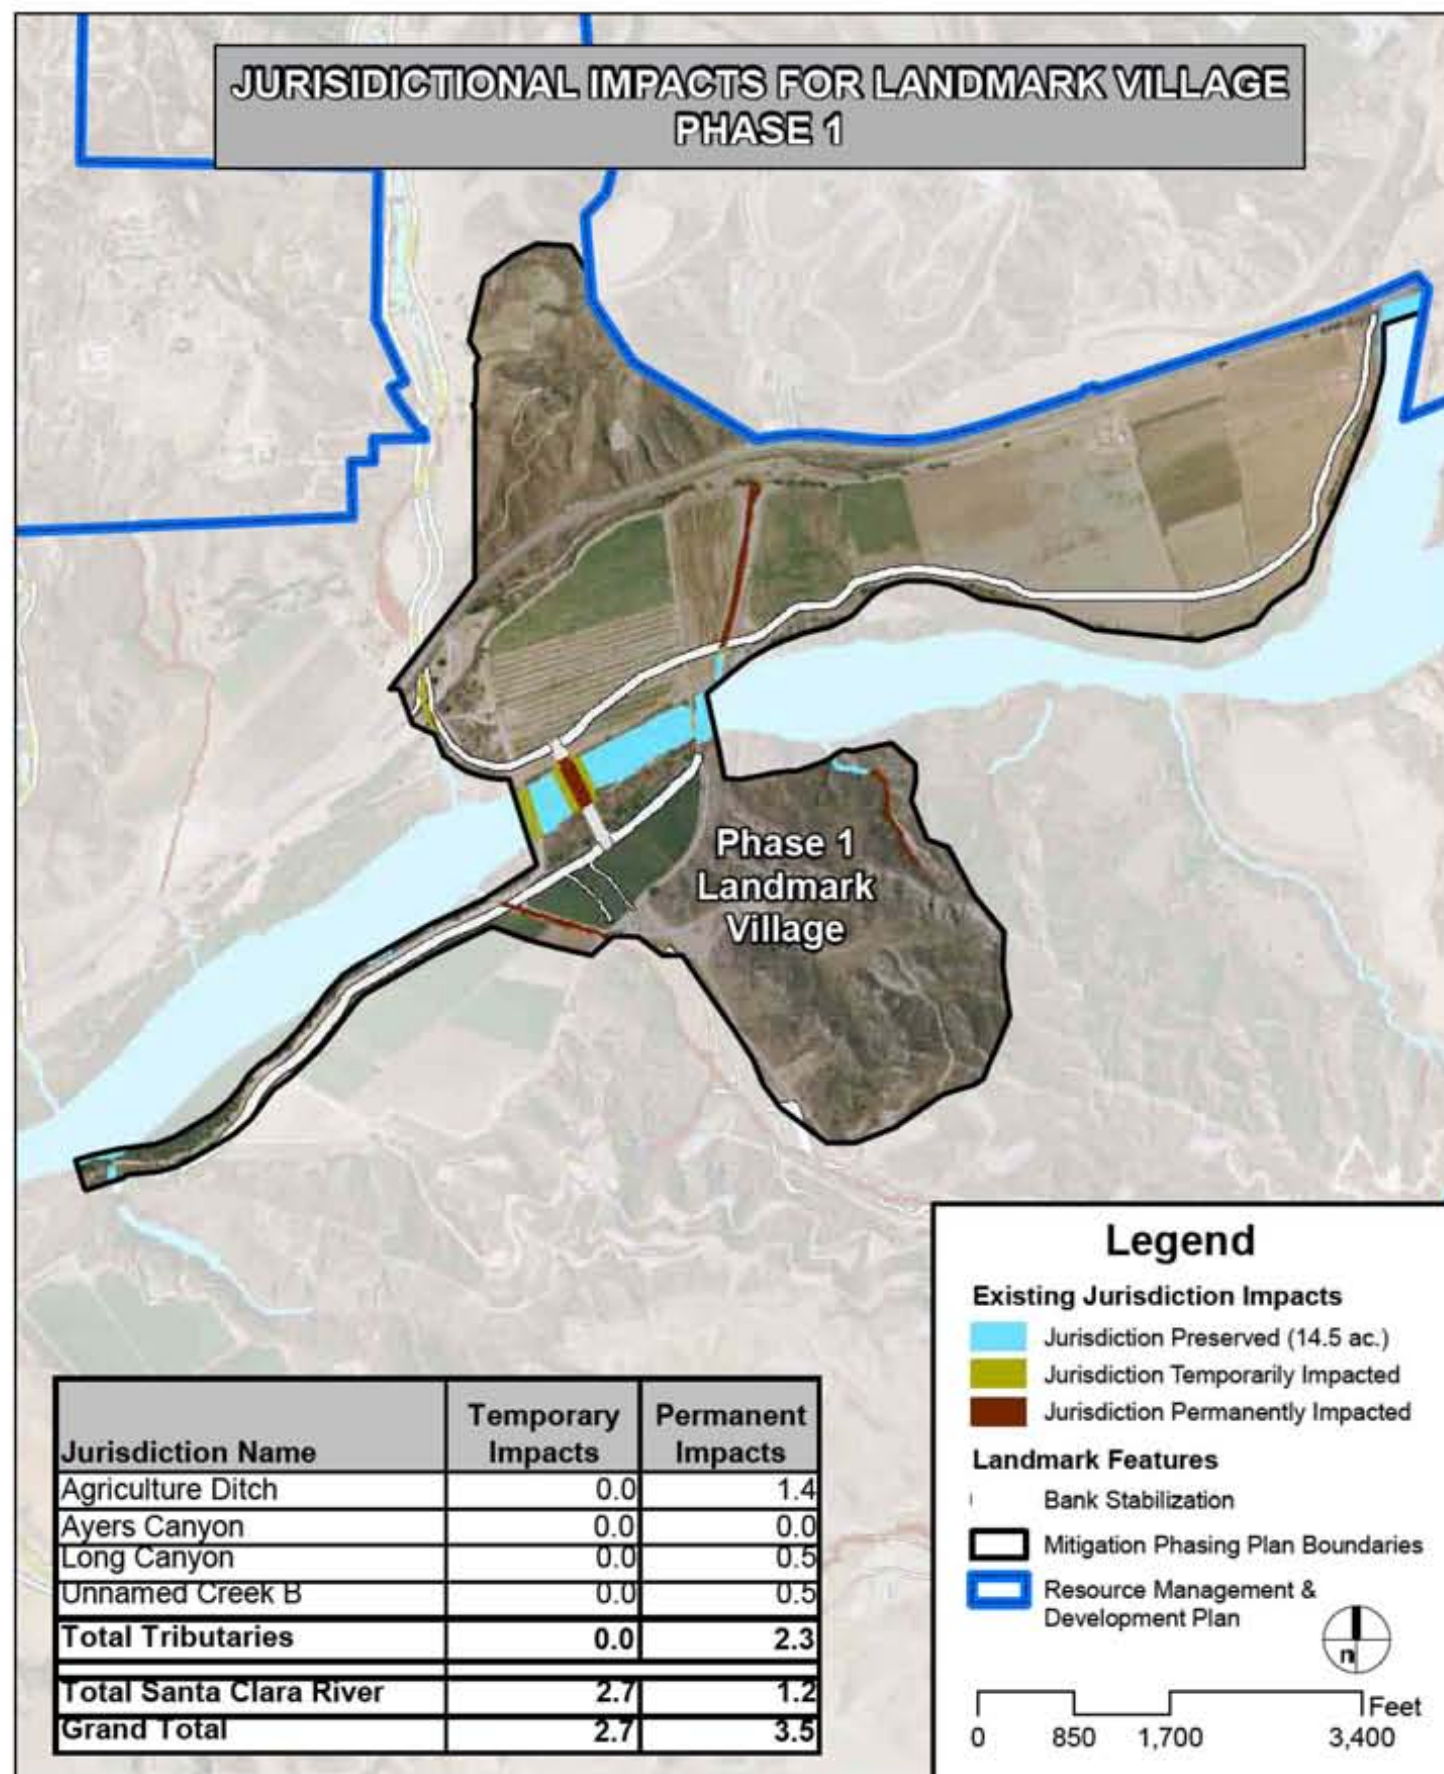 JURISIDICTIONAL IMPACTS FOR LANDMARK VILLAGE
PHASE 1
Phase 1
Landmark
Village
Legend
Existing Jurisdiction Impacts
Jurisdiction Preserved (14.5 ac.)
Jurisdiction Temporarily Impacted
Jurisdiction Permanently Impacted
Landmark Features
Bank Stabilization
Mitigation Phasing Plan Boundaries
Resource Management &
Development Plan
n
Feet
0 850 1,700 3,400
Jurisdiction Name Temporary Impacts Permanent Impacts
Agriculture Ditch 0.0 1.4
Ayers Canyon 0.0 0.0
Long Canyon 0.0 0.5
Unnamed Creek B 0.0 0.5
Total Tributaries 0.0 2.3
Total Santa Clara River 2.7 1.2
Grand Total 2.7 3.5